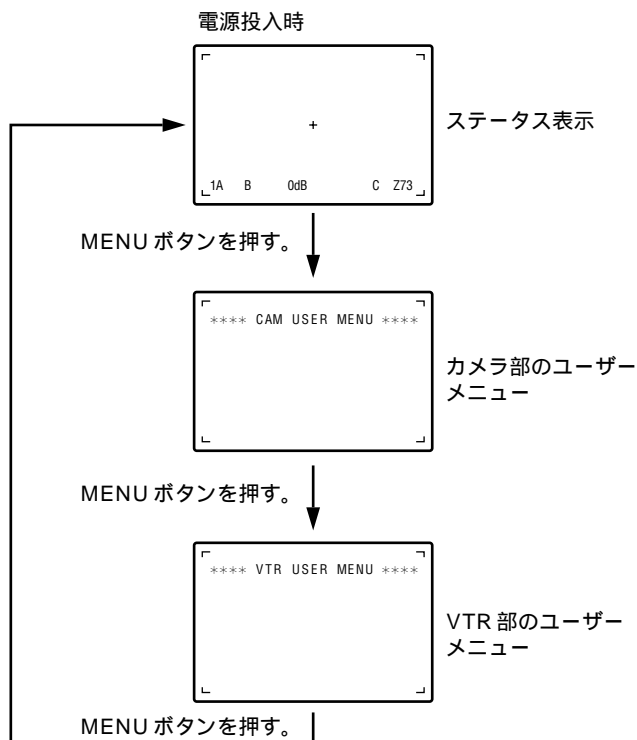 電源投入時
+
ステータス表示
1A B 0dB C Z73
MENU ボタンを押す。
**** CAM USER MENU ****
カメラ部のユーザー
メニュー
MENU ボタンを押す。
**** VTR USER MENU ****
VTR 部のユーザー
メニュー
MENU ボタンを押す。